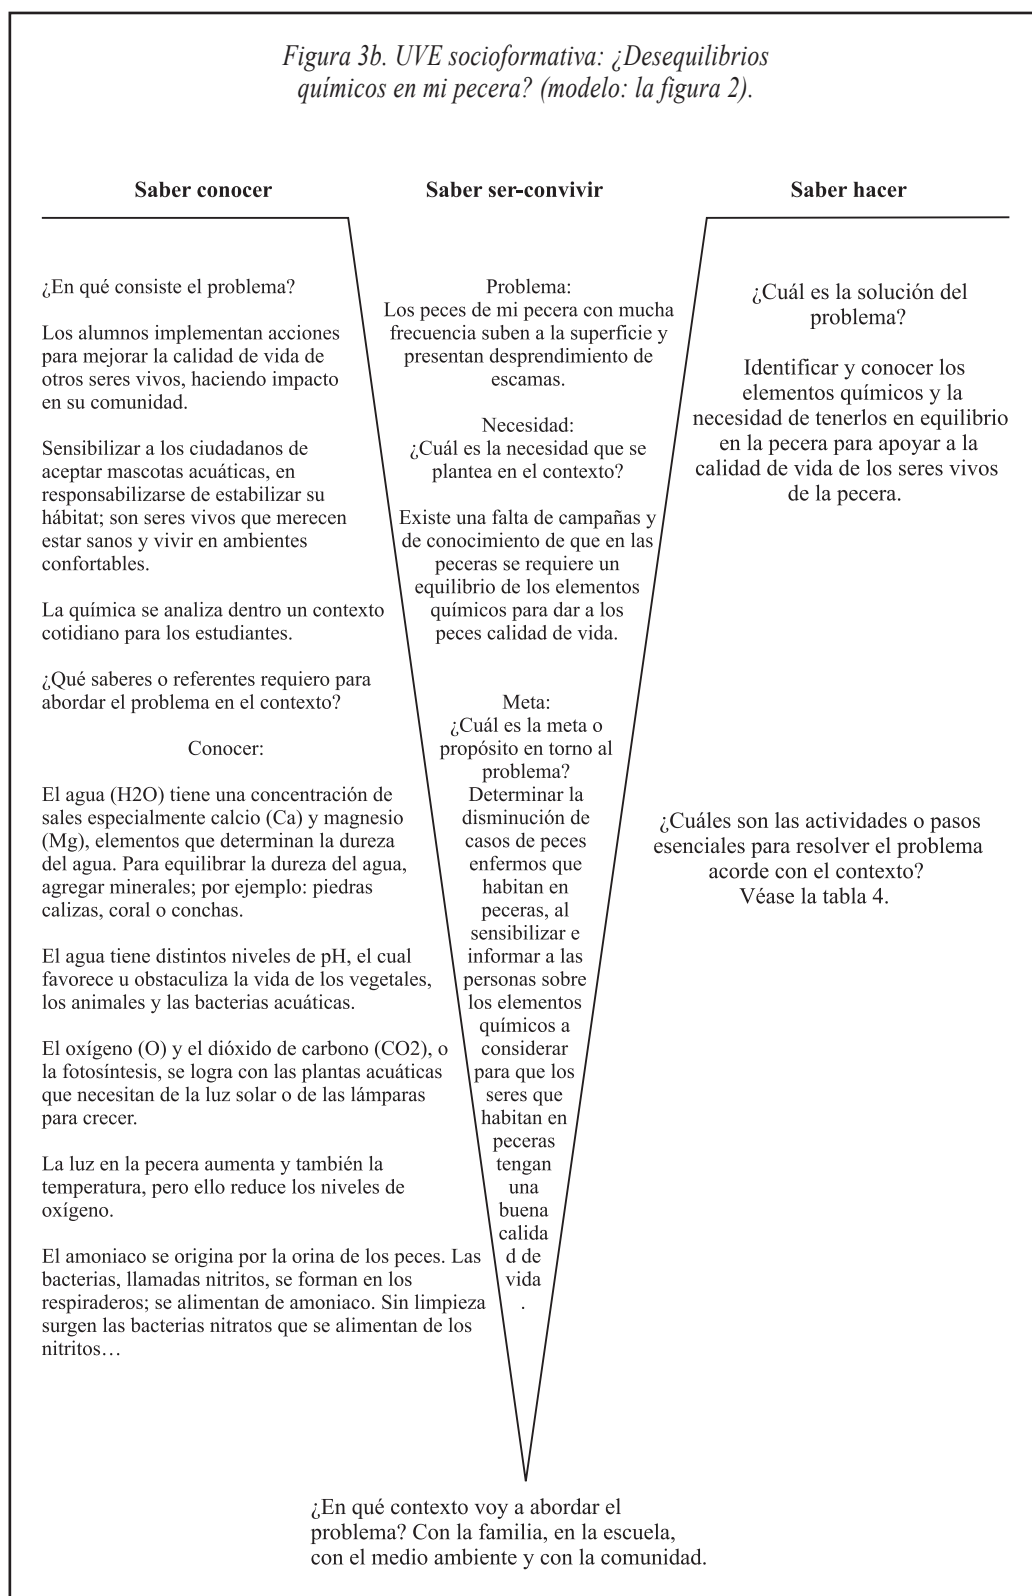 Figura 3b. UVE socioformativa: ¿Desequilibrios
químicos en mi pecera? (modelo: la figura 2).
Saber conocer
¿En qué consiste el problema?
Los alumnos implementan acciones
para mejorar la calidad de vida de
otros seres vivos, haciendo impacto
en su comunidad.
Sensibilizar a los ciudadanos de
aceptar mascotas acuáticas, en
responsabilizarse de estabilizar su
hábitat; son seres vivos que merecen
estar sanos y vivir en ambientes
confortables.
La química se analiza dentro un contexto
cotidiano para los estudiantes.
¿Qué saberes o referentes requiero para
abordar el problema en el contexto?
Conocer:
El agua (H2O) tiene una concentración de
sales especialmente calcio (Ca) y magnesio
(Mg), elementos que determinan la dureza
del agua. Para equilibrar la dureza del agua,
agregar minerales; por ejemplo: piedras
calizas, coral o conchas.
El agua tiene distintos niveles de pH, el cual
favorece u obstaculiza la vida de los vegetales,
los animales y las bacterias acuáticas.
El oxígeno (O) y el dióxido de carbono (CO2), o
la fotosíntesis, se logra con las plantas acuáticas
que necesitan de la luz solar o de las lámparas
para crecer.
La luz en la pecera aumenta y también la
temperatura, pero ello reduce los niveles de
oxígeno.
El amoniaco se origina por la orina de los peces. Las
bacterias, llamadas nitritos, se forman en los
respiraderos; se alimentan de amoniaco. Sin limpieza
surgen las bacterias nitratos que se alimentan de los
nitritos…
Saber ser-convivir
Problema:
Los peces de mi pecera con mucha
frecuencia suben a la superficie y
presentan desprendimiento de
escamas.
Necesidad:
¿Cuál es la necesidad que se
plantea en el contexto?
Existe una falta de campañas y
de conocimiento de que en las
peceras se requiere un
equilibrio de los elementos
químicos para dar a los
peces calidad de vida.
Meta:
¿Cuál es la meta o
propósito en torno al
problema?
Determinar la
disminución de
casos de peces
enfermos que
habitan en
peceras, al
sensibilizar e
informar a las
personas sobre
los elementos
químicos a
considerar
para que los
seres que
habitan en
peceras
tengan
una
buena
calida
d de
vida
.
Saber hacer
¿Cuál es la solución del
problema?
Identificar y conocer los
elementos químicos y la
necesidad de tenerlos en equilibrio
en la pecera para apoyar a la
calidad de vida de los seres vivos
de la pecera.
¿Cuáles son las actividades o pasos
esenciales para resolver el problema
acorde con el contexto?
Véase la tabla 4.
¿En qué contexto voy a abordar el
problema? Con la familia, en la escuela,
con el medio ambiente y con la comunidad.